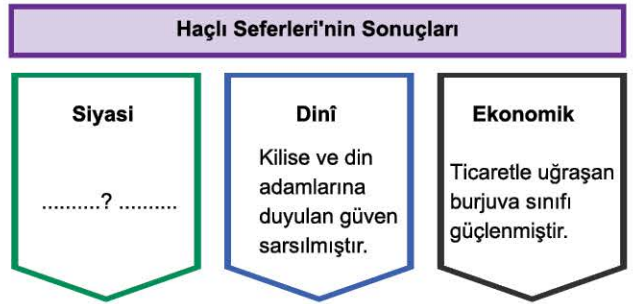 Haçlı Seferleri'nin Sonuçları
Siyasi
..........? ..........
Dinî
Kilise ve din
adamlarına
duyulan güven
sarsılmıştır.
Ekonomik
Ticaretle uğraşan
burjuva sınıfı
güçlenmiştir.